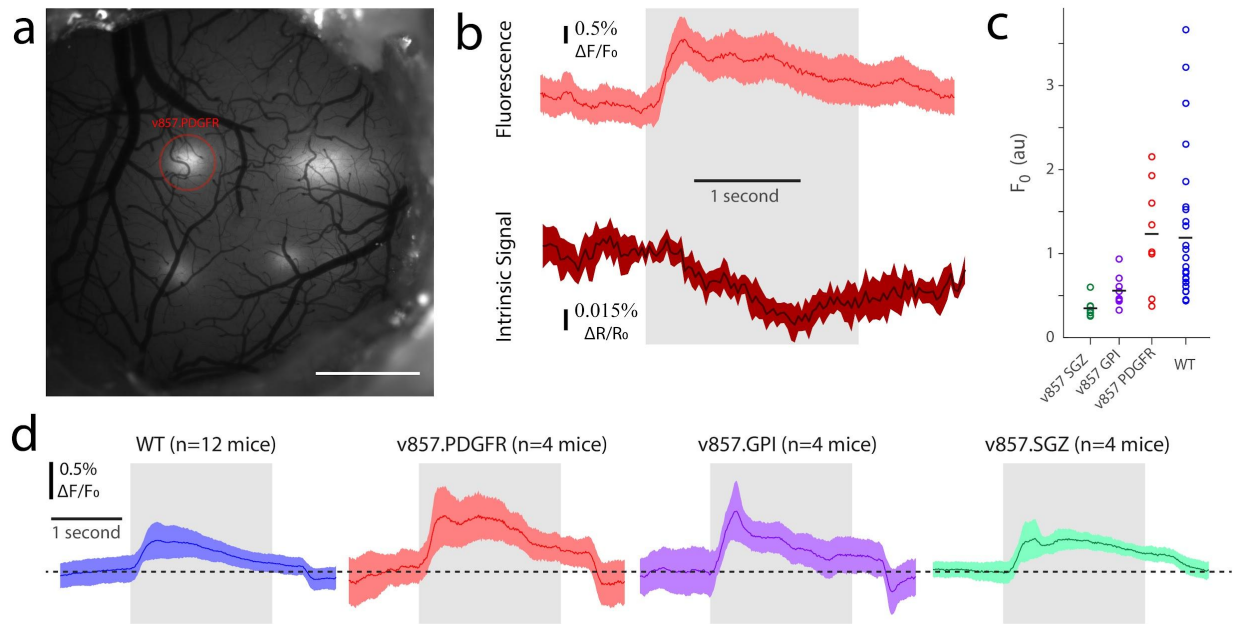 a
v857.PDGFR
b
Fluorescence
0.5%
ΔF/F₀
1 second
Intrinsic Signal
0.015%
ΔR/R₀
c
F₀ (au)
3
2
1
0
v857 SGZ
v857 GPI
v857 PDGFR
WT
d
WT (n=12 mice)
v857.PDGFR (n=4 mice)
v857.GPI (n=4 mice)
v857.SGZ (n=4 mice)
0.5%
ΔF/F₀
1 second